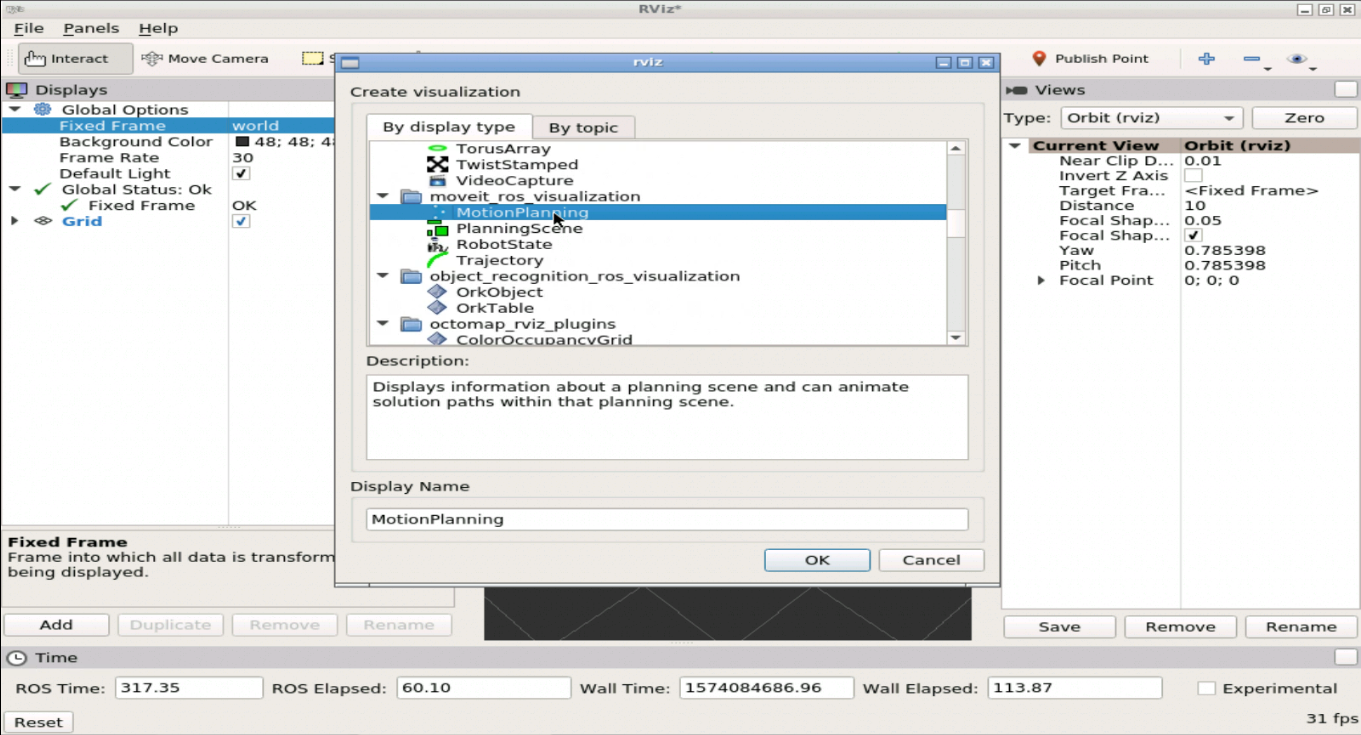 RViz*
File Panels Help
Interact Move Camera
Publish Point
Displays
Global Options
Fixed Frame world
Background Color 48; 48; 4
Frame Rate 30
Default Light
Global Status: Ok
Fixed Frame OK
Grid
Fixed Frame
Frame into which all data is transform
being displayed.
Add Duplicate Remove Rename
rviz
Create visualization
By display type By topic
TorusArray
TwistStamped
VideoCapture
moveit_ros_visualization
MotionPlanning
PlanningScene
RobotState
Trajectory
object_recognition_ros_visualization
OrkObject
OrkTable
octomap_rviz_plugins
ColorOccupancyGrid
Description:
Displays information about a planning scene and can animate
solution paths within that planning scene.
Display Name
MotionPlanning
OK Cancel
Views
Type: Orbit (rviz) Zero
Current View Orbit (rviz)
Near Clip D... 0.01
Invert Z Axis
Target Fra... <Fixed Frame>
Distance 10
Focal Shap... 0.05
Focal Shap...
Yaw 0.785398
Pitch 0.785398
Focal Point 0; 0; 0
Save Remove Rename
Time
ROS Time: 317.35 ROS Elapsed: 60.10 Wall Time: 1574084686.96 Wall Elapsed: 113.87 Experimental
Reset 31 fps